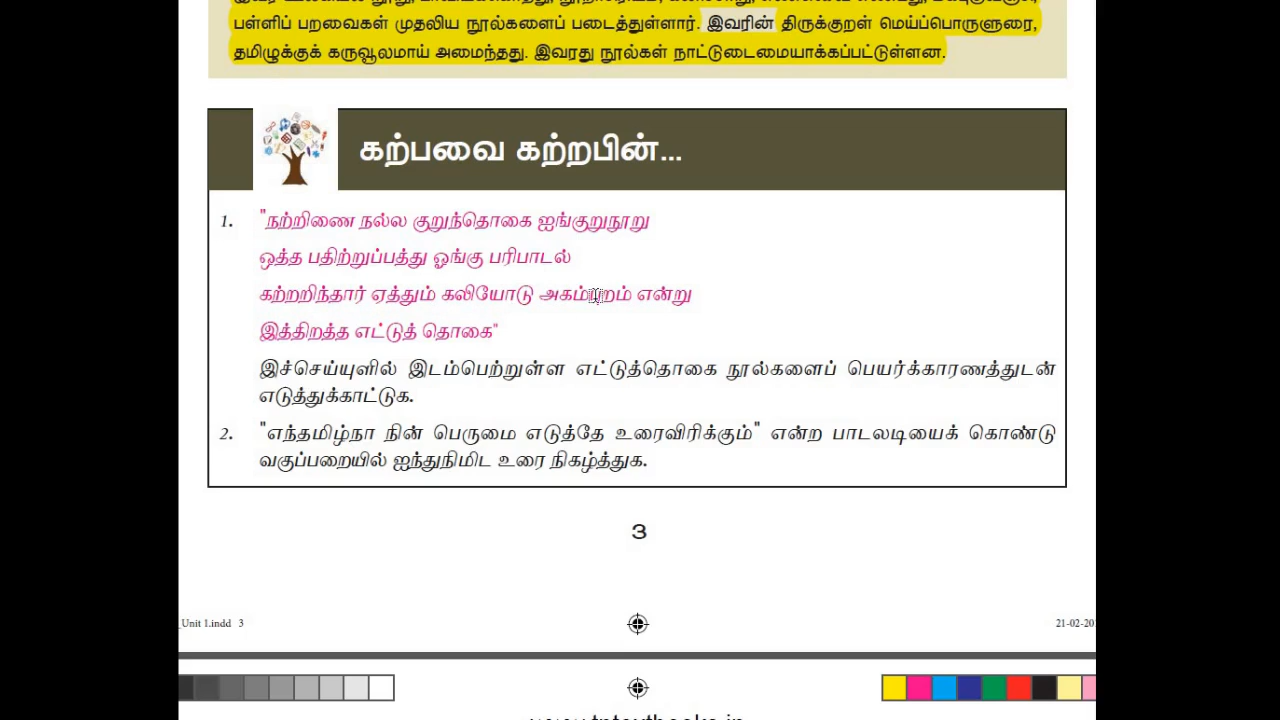 பள்ளிப் பறவைகள் முதலிய நூல்களைப் படைத்துள்ளார். இவரின் திருக்குறள் மெய்ப்பொருளுரை,
தமிழுக்குக் கருவூலமாய் அமைந்தது. இவரது நூல்கள் நாட்டுடைமையாக்கப்பட்டுள்ளன.
கற்பவை கற்றபின்...
1. "நற்றிணை நல்ல குறுந்தொகை ஐங்குறுநூறு
ஒத்த பதிற்றுப்பத்து ஓங்கு பரிபாடல்
கற்றறிந்தார் ஏத்தும் கலியோடு அகம்புறம் என்று
இத்திறத்த எட்டுத் தொகை"
இச்செய்யுளில் இடம்பெற்றுள்ள எட்டுத்தொகை நூல்களைப் பெயர்க்காரணத்துடன்
எடுத்துக்காட்டுக.
2. "எந்தமிழ்நா நின் பெருமை எடுத்தே உரைவிரிக்கும்" என்ற பாடலடியைக் கொண்டு
வகுப்பறையில் ஐந்துநிமிட உரை நிகழ்த்துக.
3
Unit 1.indd 3
21-02-20
www.tntextbooks.in